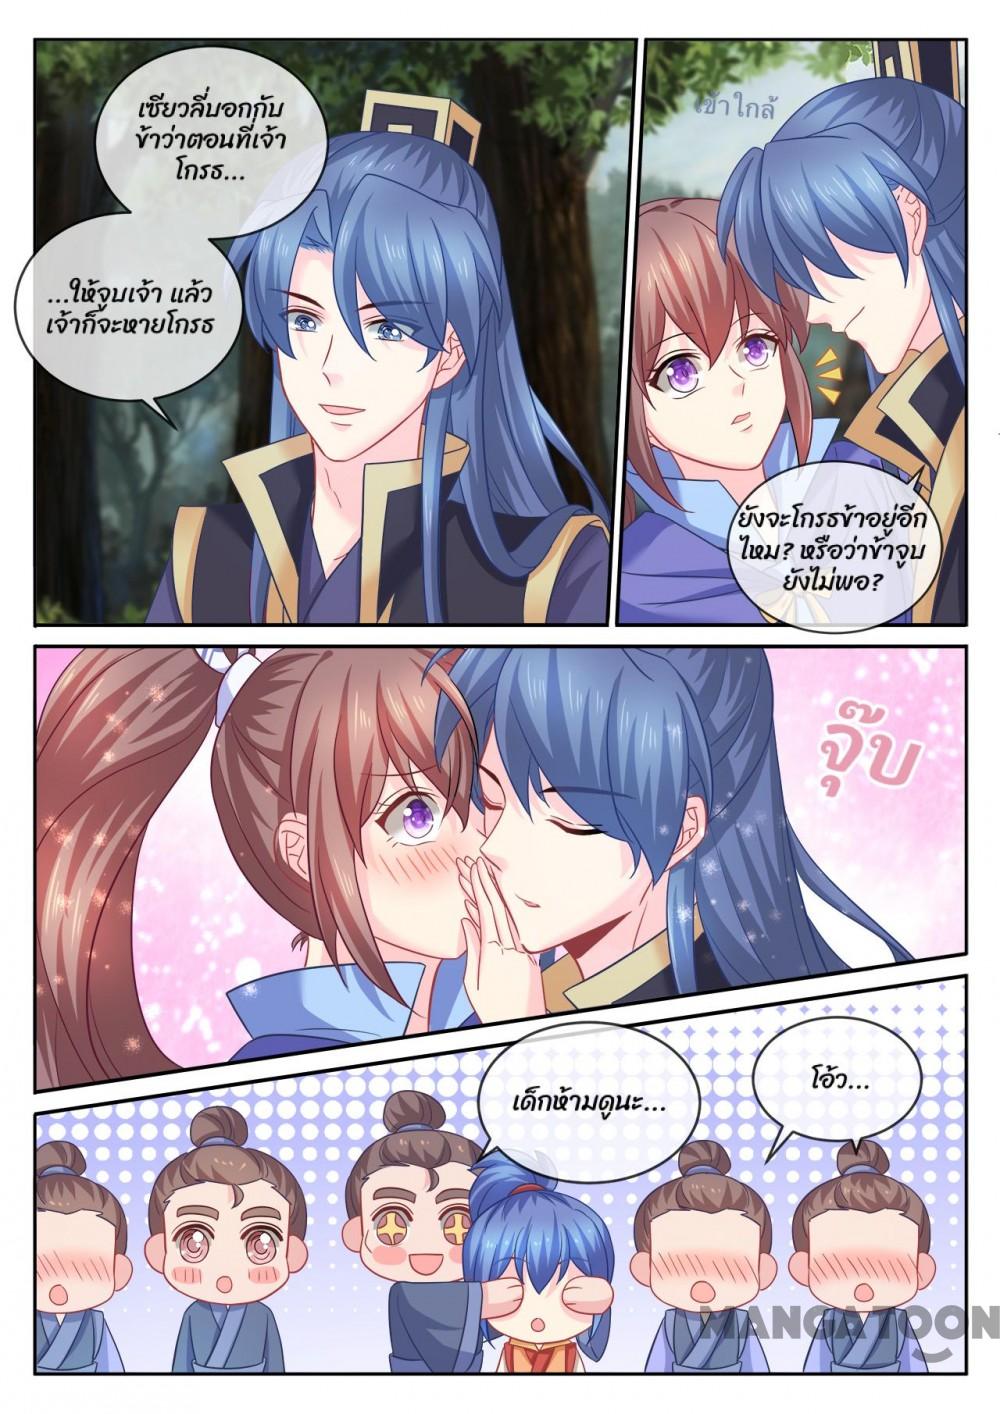 เซียวลี่บอกกับ
ข้าว่าตอนที่เจ้า
โกรธ...
...ให้จูบเจ้า แล้ว
เจ้าก็จะหายโกรธ
เข้าใกล้
ยังจะโกรธข้าอยู่อีก
ไหม? หรือว่าข้าจูบ
ยังไม่พอ?
จุ๊บ
เด็กห้ามดูนะ...
โอ้ว...
MANGATOON